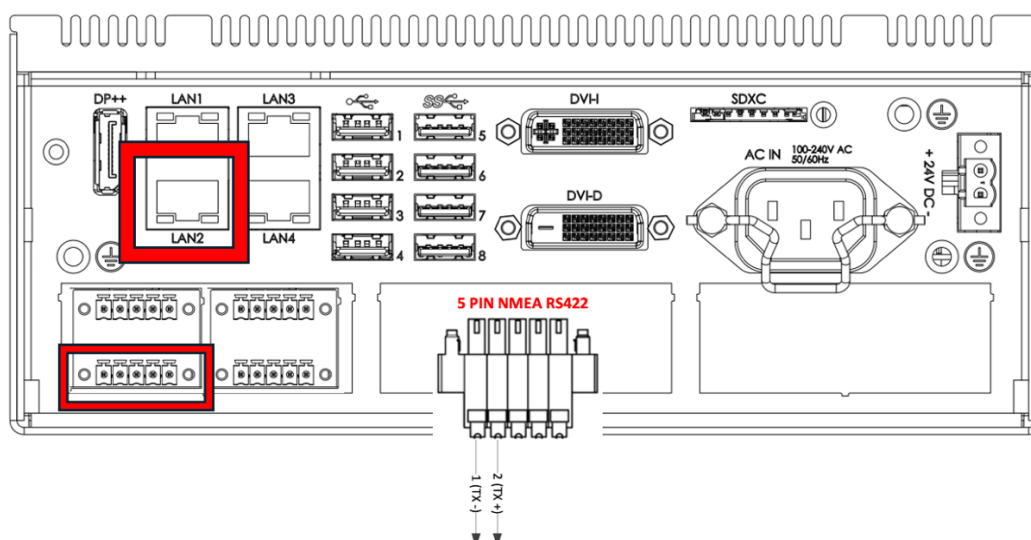 DP++
LAN1
LAN3
SS
DVI-I
SDXC
1
5
2
6
3
7
4
8
AC IN 100-240V AC
50/60Hz
+ 24V DC -
DVI-D
LAN2
LAN4
5 PIN NMEA RS422
1 (TX -)
2 (TX +)